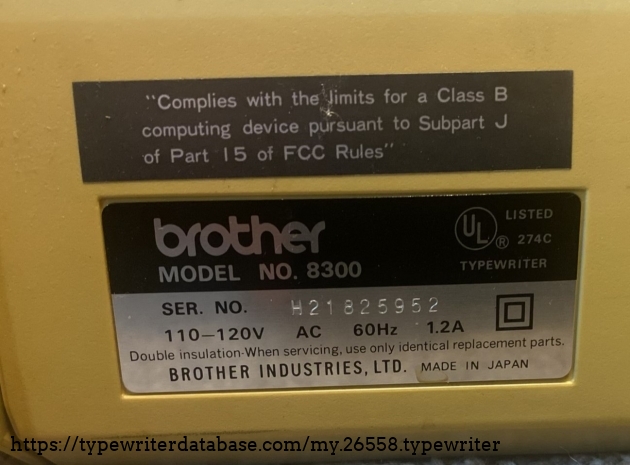 "Complies with the limits for a Class B
computing device pursuant to Subpart J
of Part 15 of FCC Rules"
brother
MODEL NO. 8300
UL ® LISTED
274C
TYPEWRITER
SER. NO. H21825952
110-120V AC 60Hz 1.2A
Double insulation-When servicing, use only identical replacement parts.
BROTHER INDUSTRIES, LTD. MADE IN JAPAN
https://typewriterdatabase.com/my.26558.typewriter